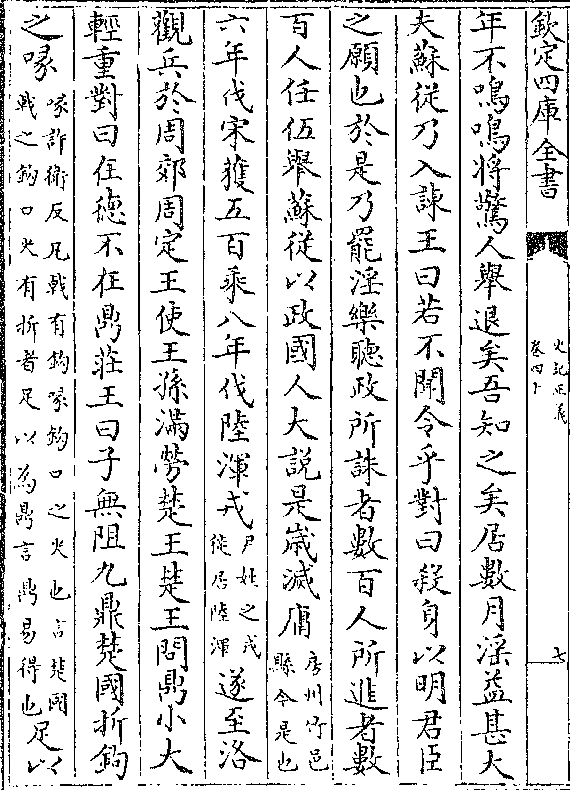 欽定四庫全書
史記正義
卷四十
七
年不鳴鳴將驚人舉退矣吾知之矣居數月淫益甚大
夫蘇從乃入諫王曰若不聞令乎對曰殺身以明君臣
之願也於是乃罷淫樂聽政所誅者數百人所進者數
百人任伍舉蘇從以政國人大說是歲滅庸房州竹邑縣今是也
六年伐宋獲五百乘八年伐陸渾戎戶姓之戎徙居陸渾遂至洛
觀兵於周郊周定王使王孫滿勞楚王楚王問鼎小大
輕重對曰在徳不在鼎莊王曰子無阻九鼎楚國折鉤
之喙喙許衛反凡戟有鉤喙鉤口之尖也言楚國戟之鉤口尖有折者足以為鼎言鼎易得也足以